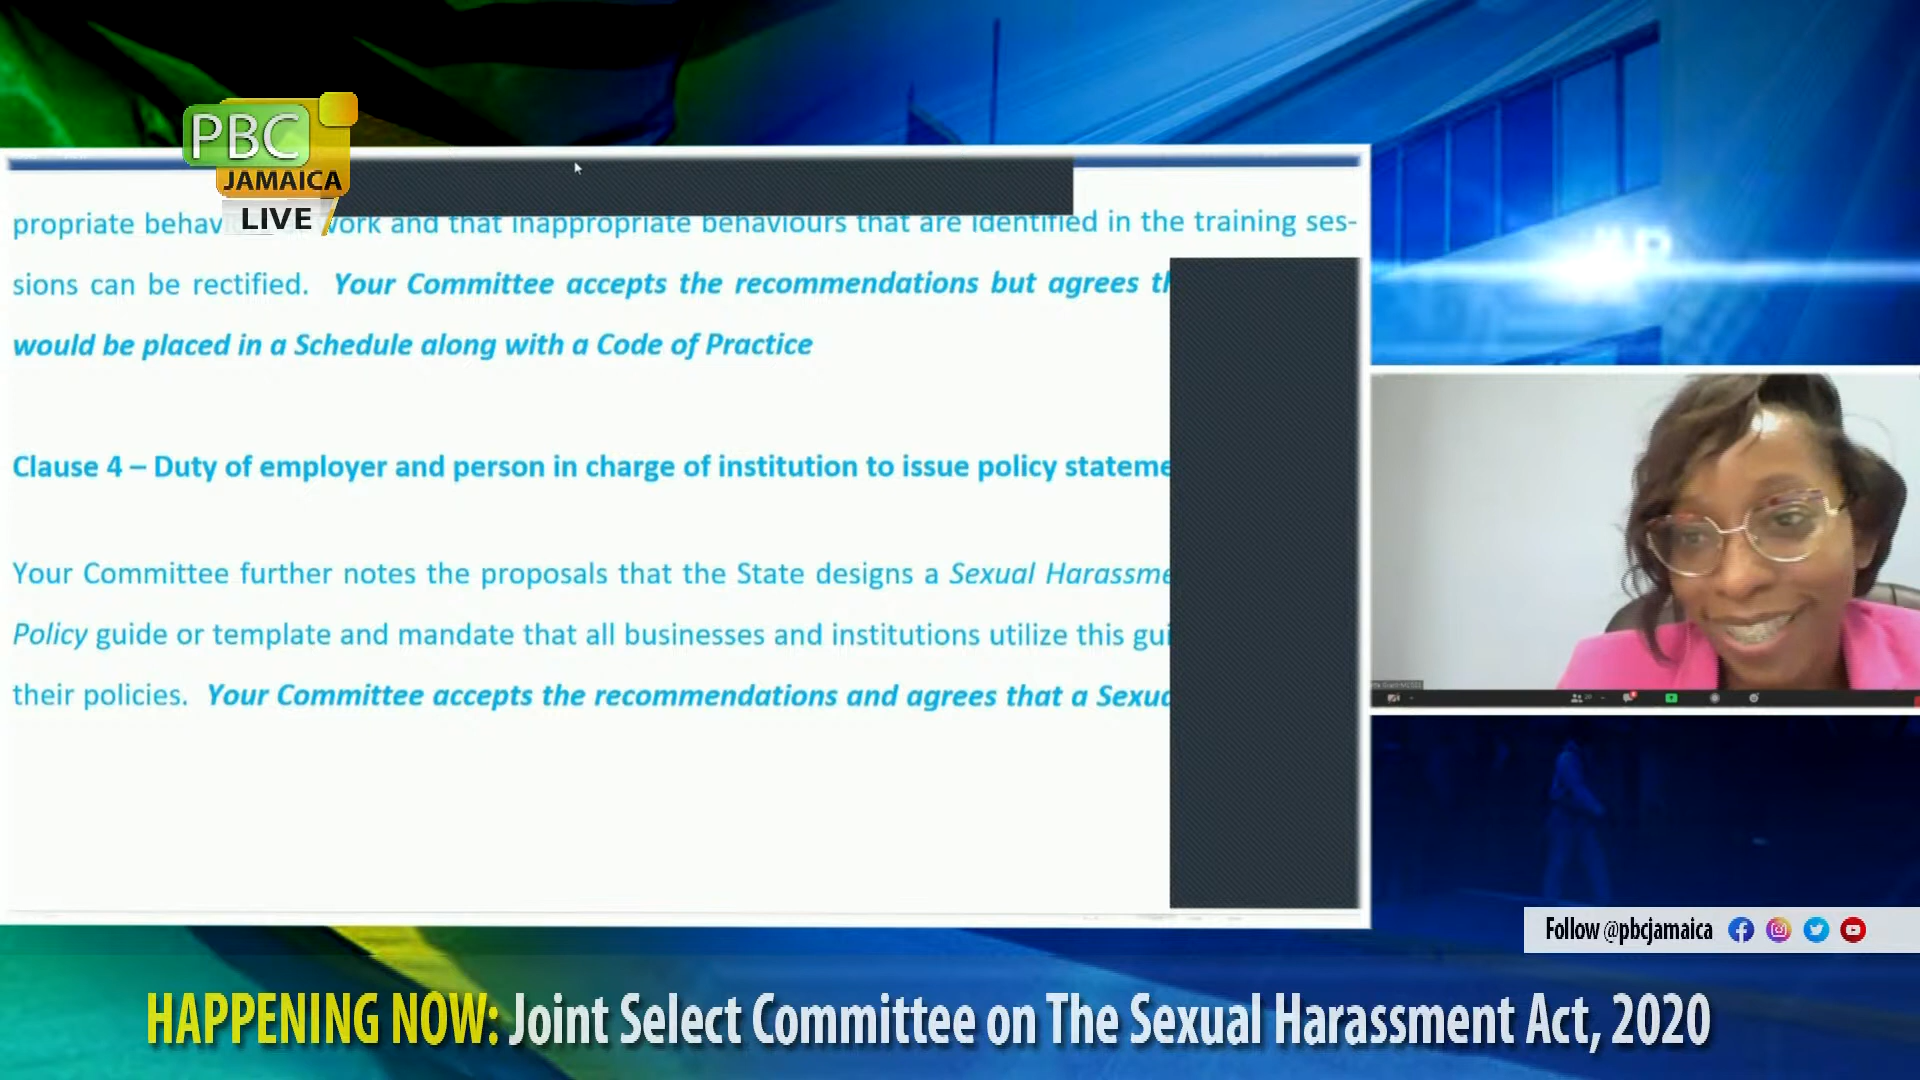 PBC
JAMAICA
LIVE
propriate behav work and that inappropriate behaviours that are identified in the training ses-
sions can be rectified. Your Committee accepts the recommendations but agrees th
would be placed in a Schedule along with a Code of Practice
Clause 4 – Duty of employer and person in charge of institution to issue policy stateme
Your Committee further notes the proposals that the State designs a Sexual Harassme
Policy guide or template and mandate that all businesses and institutions utilize this gui
their policies. Your Committee accepts the recommendations and agrees that a Sexua
Follow @pbcjamaica
HAPPENING NOW: Joint Select Committee on The Sexual Harassment Act, 2020